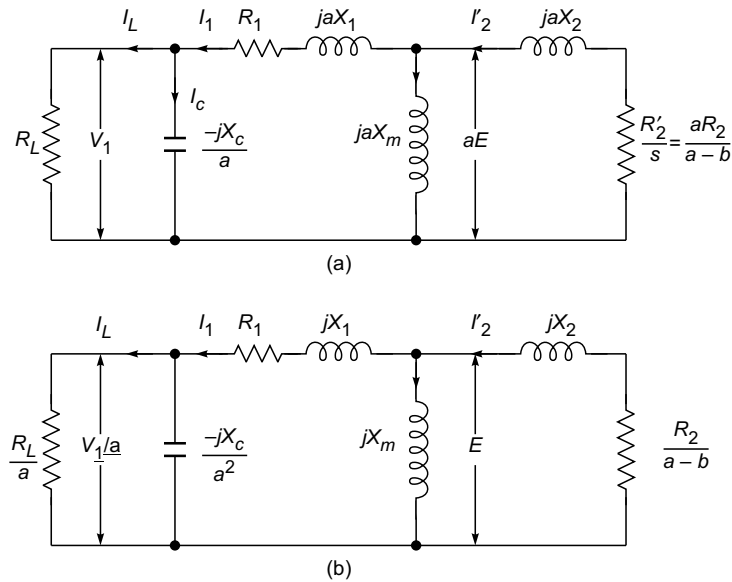 I_L I_1 R_1 jaX_1 I'_2 jaX_2
I_c
R_L V_1 –jX_c/a jaX_m aE R'_2/s = aR_2/(a – b)
(a)
I_L I_1 R_1 jX_1 I'_2 jX_2
R_L/a V_1/a –jX_c/a^2 jX_m E R_2/(a – b)
(b)